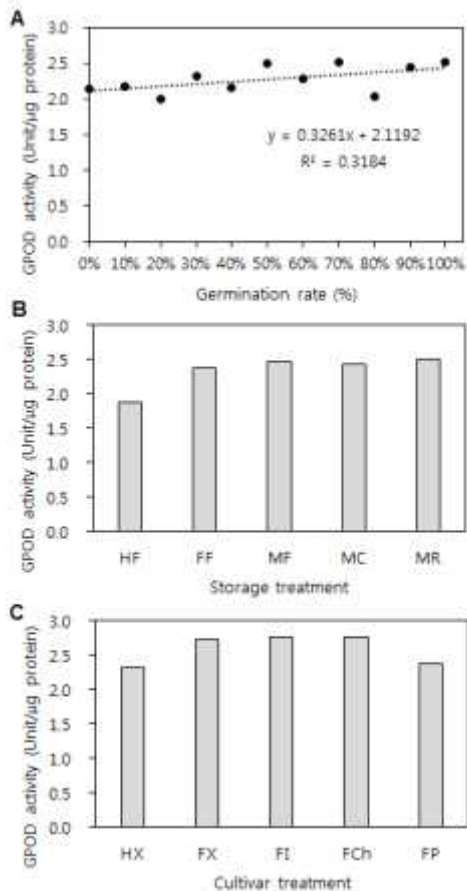 A
GPOD activity (Unit/μg protein)
3.0
2.5
2.0
1.5
1.0
0.5
0.0
y = 0.3261x + 2.1192
R² = 0.3184
0% 10% 20% 30% 40% 50% 60% 70% 80% 90% 100%
Germination rate (%)
B
GPOD activity (Unit/μg protein)
3.0
2.5
2.0
1.5
1.0
0.5
0.0
HF FF MF MC MR
Storage treatment
C
GPOD activity (Unit/μg protein)
3.0
2.5
2.0
1.5
1.0
0.5
0.0
HX FX FI FCh FP
Cultivar treatment